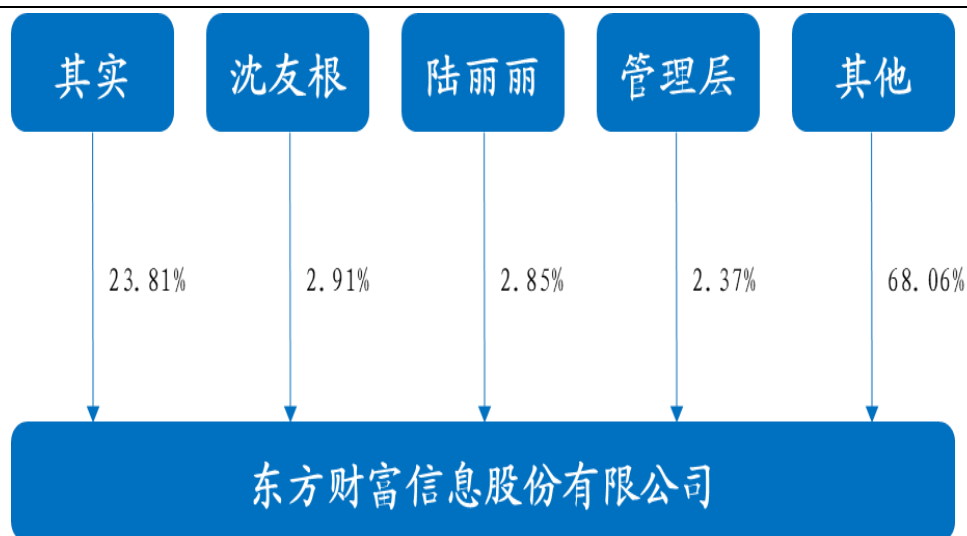 其实
沈友根
陆丽丽
管理层
其他
23.81%
2.91%
2.85%
2.37%
68.06%
东方财富信息股份有限公司